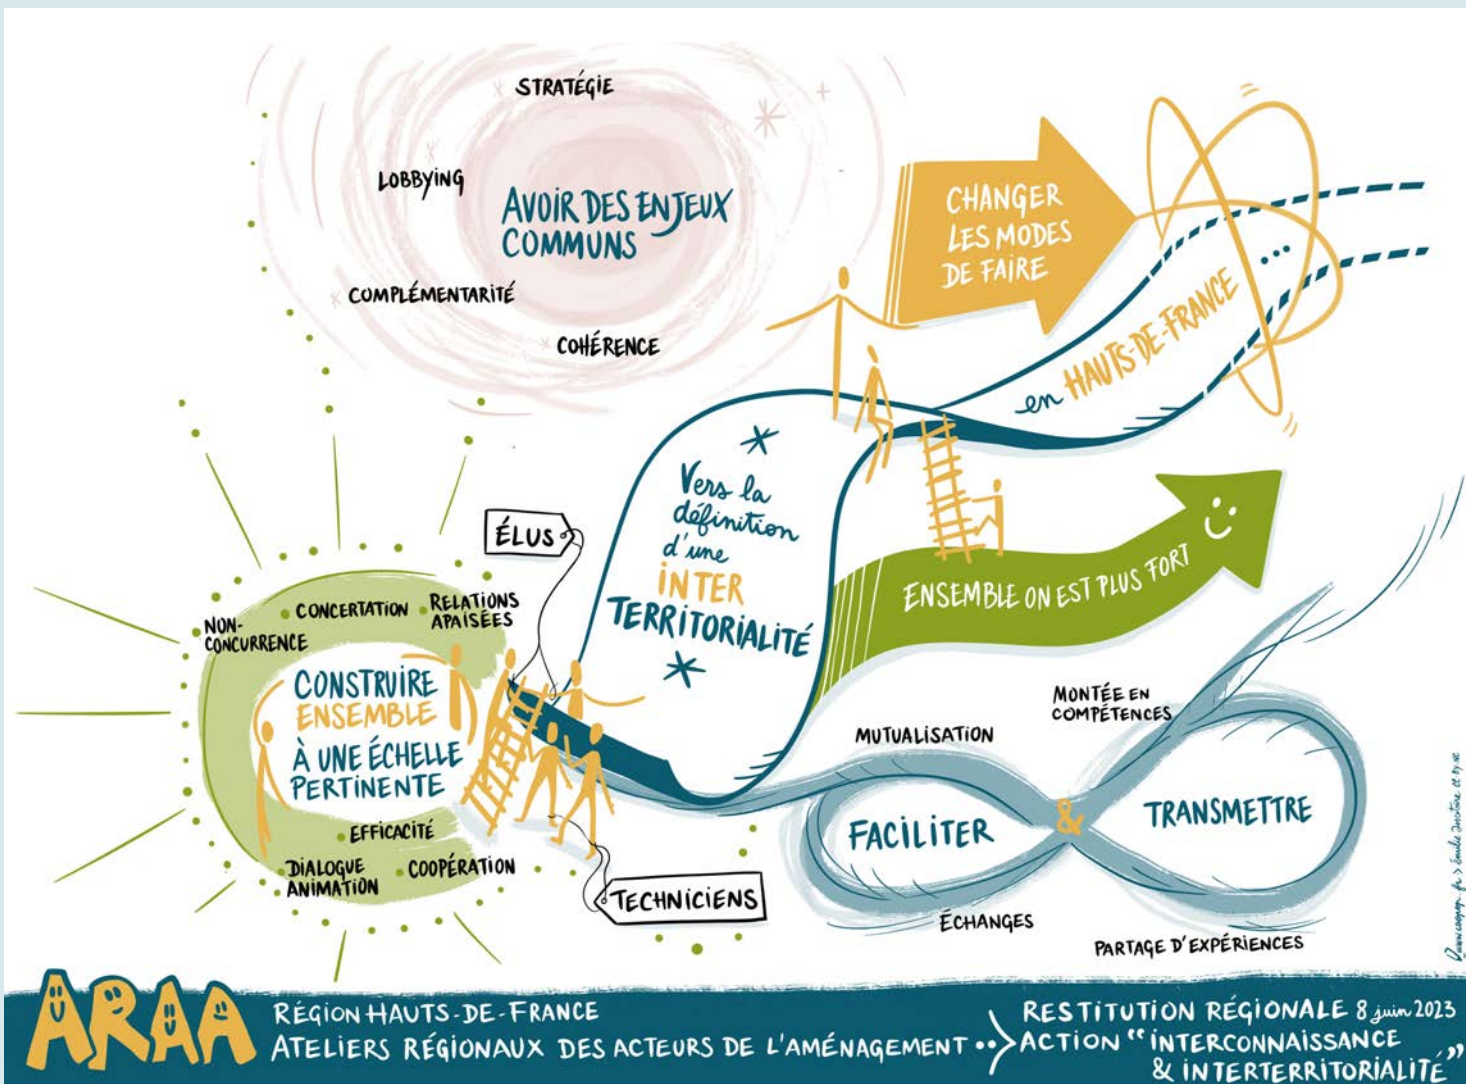 STRATÉGIE
LOBBYING
AVOIR DES ENJEUX
COMMUNS
COMPLÉMENTARITÉ
COHÉRENCE
CHANGER
LES MODES
DE FAIRE
en HAUTS-DE-FRANCE ...
Vers la
définition
d'une
INTER
TERRITORIALITÉ
ÉLUS
ENSEMBLE ON EST PLUS FORT
NON-
CONCURRENCE
CONCERTATION
RELATIONS
APAISÉES
CONSTRUIRE
ENSEMBLE
À UNE ÉCHELLE
PERTINENTE
EFFICACITÉ
DIALOGUE
ANIMATION
COOPÉRATION
TECHNICIENS
MUTUALISATION
MONTÉE EN
COMPÉTENCES
FACILITER
&
TRANSMETTRE
ÉCHANGES
PARTAGE D'EXPÉRIENCES
ARAA
RÉGION HAUTS-DE-FRANCE
ATELIERS RÉGIONAUX DES ACTEURS DE L'AMÉNAGEMENT
RESTITUTION RÉGIONALE 8 juin 2023
ACTION "INTERCONNAISSANCE
& INTERTERRITORIALITÉ"